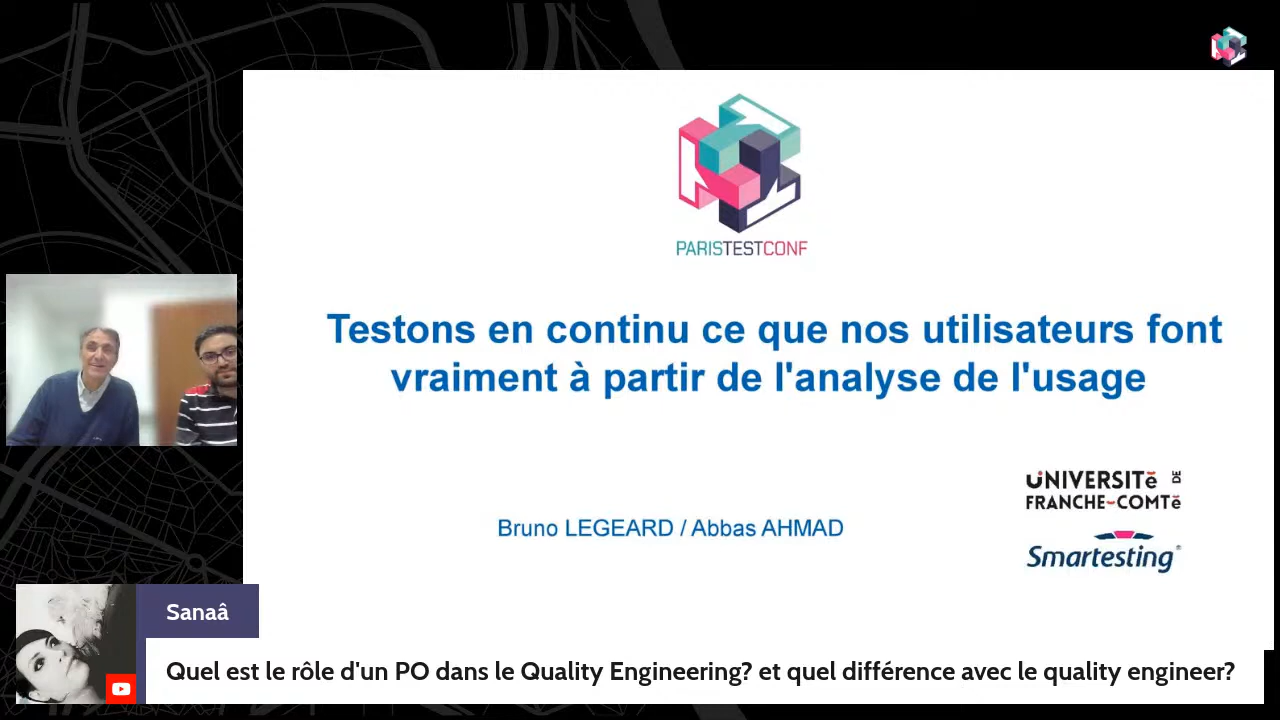 PARISTESTCONF
Testons en continu ce que nos utilisateurs font
vraiment à partir de l'analyse de l'usage
Bruno LEGEARD / Abbas AHMAD
UNIVERSITĕ DE
FRANCHE-COMTĕ
Smartesting®
Sanaâ
Quel est le rôle d'un PO dans le Quality Engineering? et quel différence avec le quality engineer?